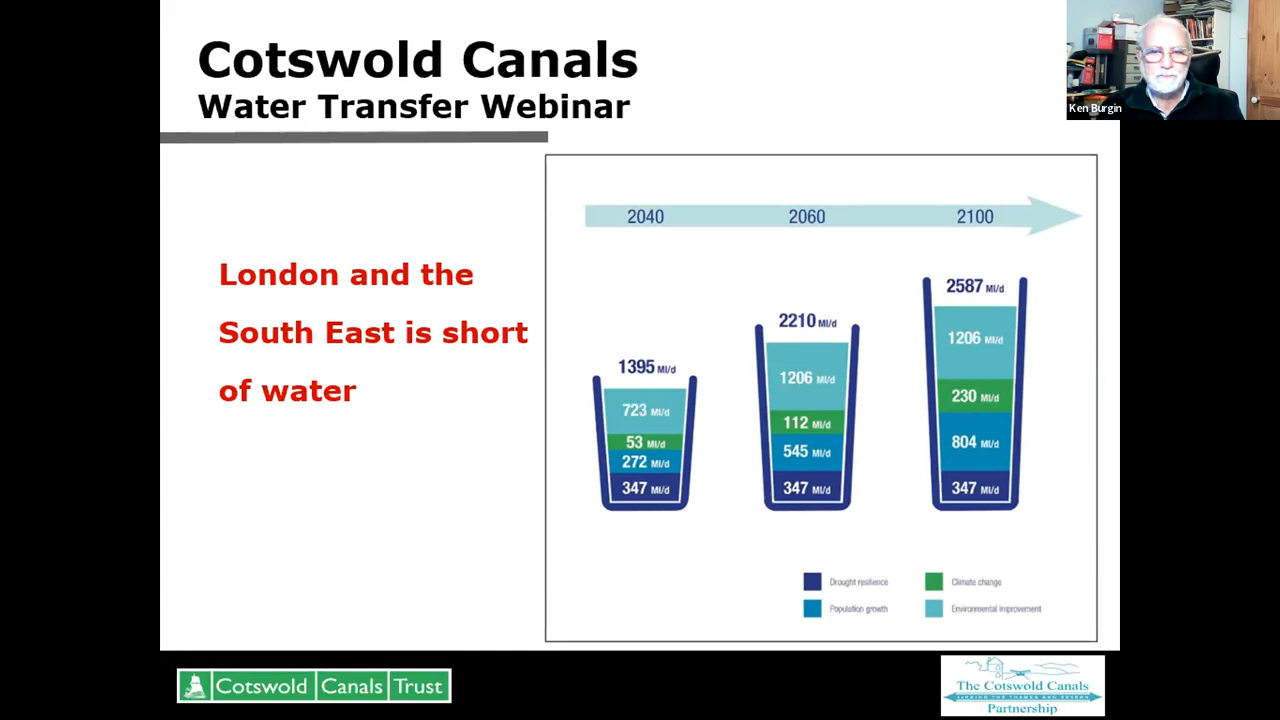 Cotswold Canals
Water Transfer Webinar
Ken Burgin
London and the
South East is short
of water
2040 2060 2100
1395 Ml/d
723 Ml/d
53 Ml/d
272 Ml/d
347 Ml/d
2210 Ml/d
1206 Ml/d
112 Ml/d
545 Ml/d
347 Ml/d
2587 Ml/d
1206 Ml/d
230 Ml/d
804 Ml/d
347 Ml/d
Drought resilience Climate change
Population growth Environmental improvement
Cotswold Canals Trust
The Cotswold Canals
Partnership